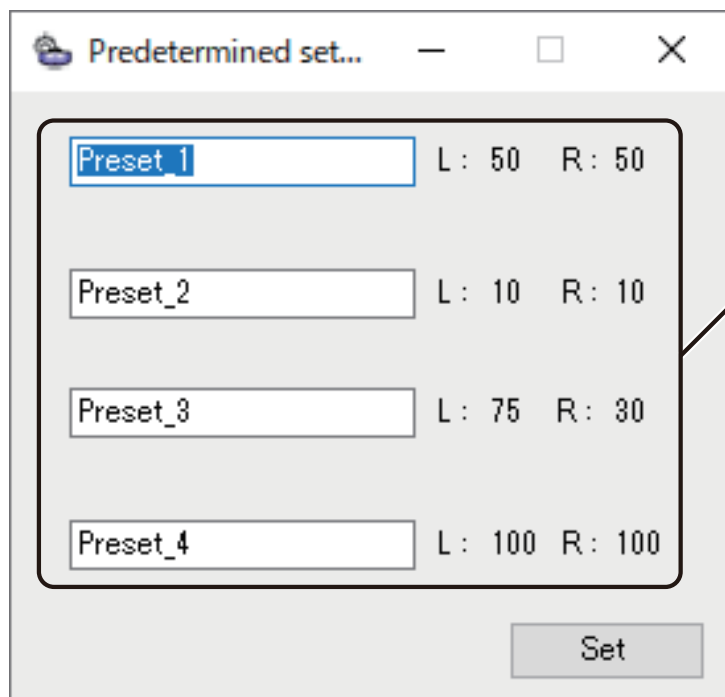 Predetermined set...
Preset_1 L: 50 R: 50
Preset_2 L: 10 R: 10
Preset_3 L: 75 R: 30
Preset_4 L: 100 R: 100
Set